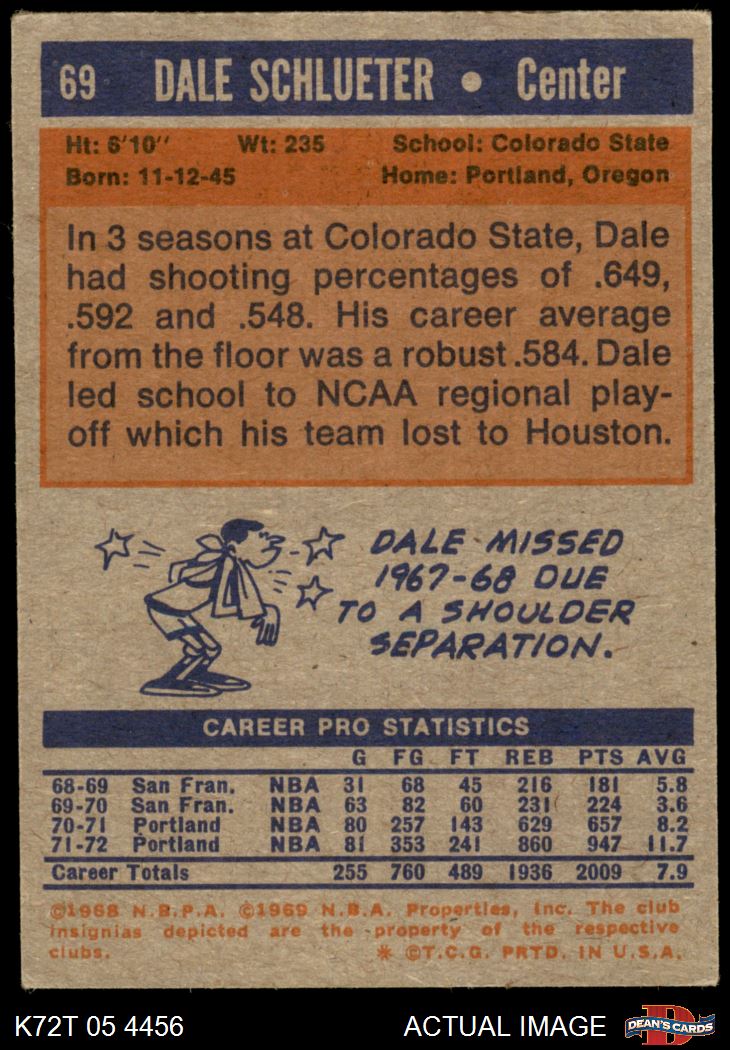 69 DALE SCHLUETER • Center
Ht: 6'10" Wt: 235 School: Colorado State
Born: 11-12-45 Home: Portland, Oregon
In 3 seasons at Colorado State, Dale
had shooting percentages of .649,
.592 and .548. His career average
from the floor was a robust .584. Dale
led school to NCAA regional play-
off which his team lost to Houston.
DALE MISSED
1967-68 DUE
TO A SHOULDER
SEPARATION.
CAREER PRO STATISTICS
G FG FT REB PTS AVG
68-69 San Fran. NBA 31 68 45 216 181 5.8
69-70 San Fran. NBA 63 82 60 231 224 3.6
70-71 Portland NBA 80 257 143 629 657 8.2
71-72 Portland NBA 81 353 241 860 947 11.7
Career Totals 255 760 489 1936 2009 7.9
©1968 N.B.P.A. ©1969 N.B.A. Properties, Inc. The club
insignias depicted are the property of the respective
clubs. * ©T.C.G. PRTD. IN U.S.A.
K72T 05 4456 ACTUAL IMAGE D DEAN'S CARDS